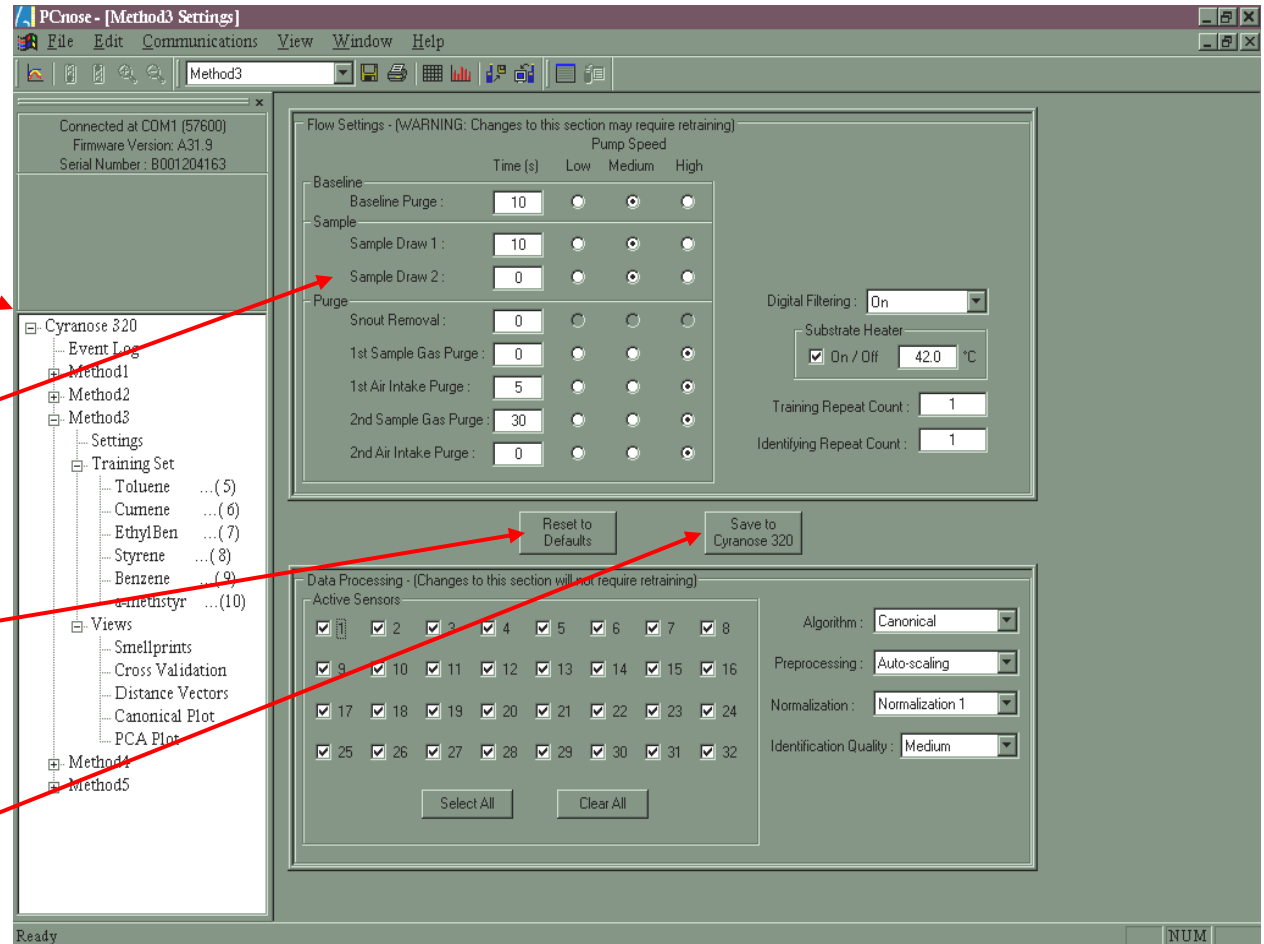 PCnose - [Method3 Settings]
File Edit Communications View Window Help
Method3
Connected at COM1 (57600)
Firmware Version: A31.9
Serial Number : B001204163
Cyranose 320
Event Log
Method1
Method2
Method3
Settings
Training Set
Toluene ...( 5)
Cumene ...( 6)
EthylBen ...( 7)
Styrene ...( 8)
Benzene ...( 9)
a-methstyr ...(10)
Views
Smellprints
Cross Validation
Distance Vectors
Canonical Plot
PCA Plot
Method4
Method5
Flow Settings - (WARNING: Changes to this section may require retraining)
Pump Speed
Time (s) Low Medium High
Baseline
Baseline Purge : 10
Sample
Sample Draw 1 : 10
Sample Draw 2 : 0
Purge
Snout Removal : 0
1st Sample Gas Purge : 0
1st Air Intake Purge : 5
2nd Sample Gas Purge : 30
2nd Air Intake Purge : 0
Digital Filtering : On
Substrate Heater
On / Off 42.0 °C
Training Repeat Count : 1
Identifying Repeat Count : 1
Reset to
Defaults
Save to
Cyranose 320
Data Processing - (Changes to this section will not require retraining)
Active Sensors
1 2 3 4 5 6 7 8
9 10 11 12 13 14 15 16
17 18 19 20 21 22 23 24
25 26 27 28 29 30 31 32
Select All Clear All
Algorithm : Canonical
Preprocessing : Auto-scaling
Normalization : Normalization 1
Identification Quality : Medium
Ready NUM